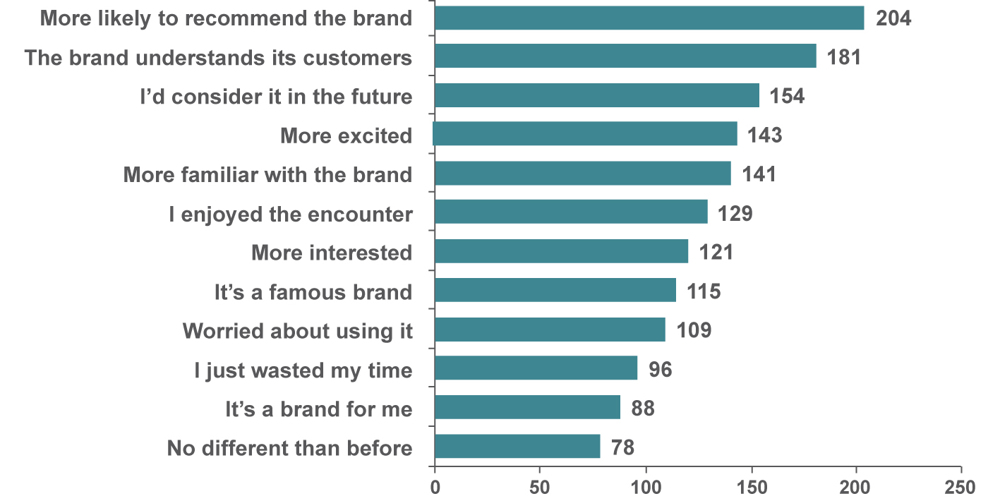 More likely to recommend the brand 204
The brand understands its customers 181
I’d consider it in the future 154
More excited 143
More familiar with the brand 141
I enjoyed the encounter 129
More interested 121
It’s a famous brand 115
Worried about using it 109
I just wasted my time 96
It’s a brand for me 88
No different than before 78
0 50 100 150 200 250